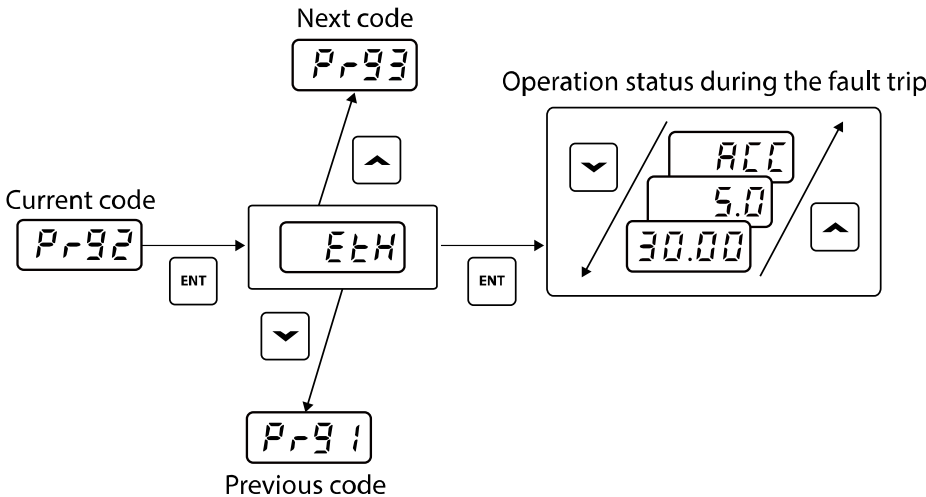 Next code
Pr93
Operation status during the fault trip
ACC
5.0
30.00
Current code
Pr92
ENT
EtH
ENT
Pr91
Previous code